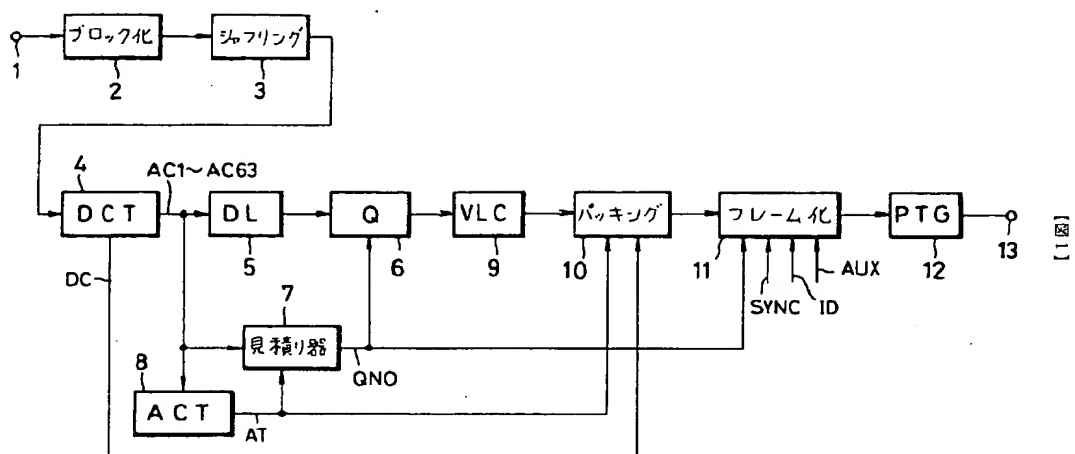 ブロック化
シャフリング
1
2
3
4
AC1～AC63
DCT
DL
Q
VLC
パッキング
フレーム化
PTG
5
6
9
10
11
12
13
DC
SYNC
ID
AUX
7
見積り器
QNO
8
ACT
AT
【図1】